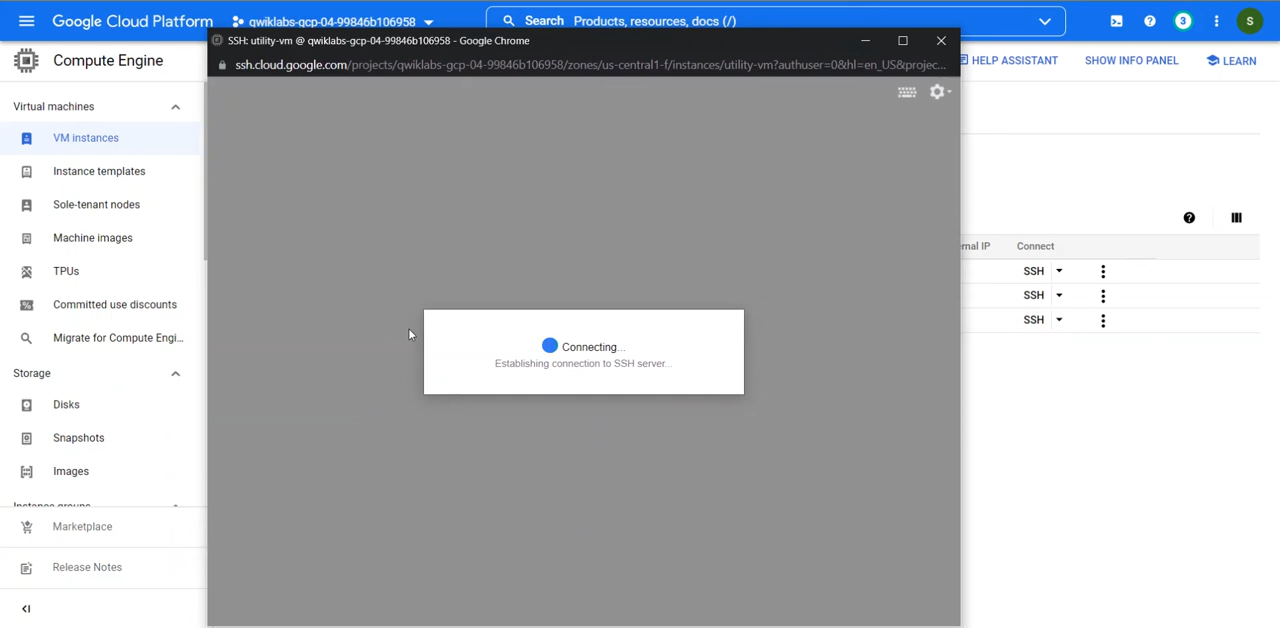 Google Cloud Platform
qwiklabs-gcp-04-99846b106958
Search Products, resources, docs (/)
3
S
SSH: utility-vm @ qwiklabs-gcp-04-99846b106958 - Google Chrome
ssh.cloud.google.com/projects/qwiklabs-gcp-04-99846b106958/zones/us-central1-f/instances/utility-vm?authuser=0&hl=en_US&projec...
Compute Engine
HELP ASSISTANT
SHOW INFO PANEL
LEARN
Virtual machines
VM instances
Instance templates
Sole-tenant nodes
Machine images
TPUs
Committed use discounts
Migrate for Compute Engi...
Storage
Disks
Snapshots
Images
Instance groups
Marketplace
Release Notes
Connecting...
Establishing connection to SSH server...
rnal IP
Connect
SSH
SSH
SSH